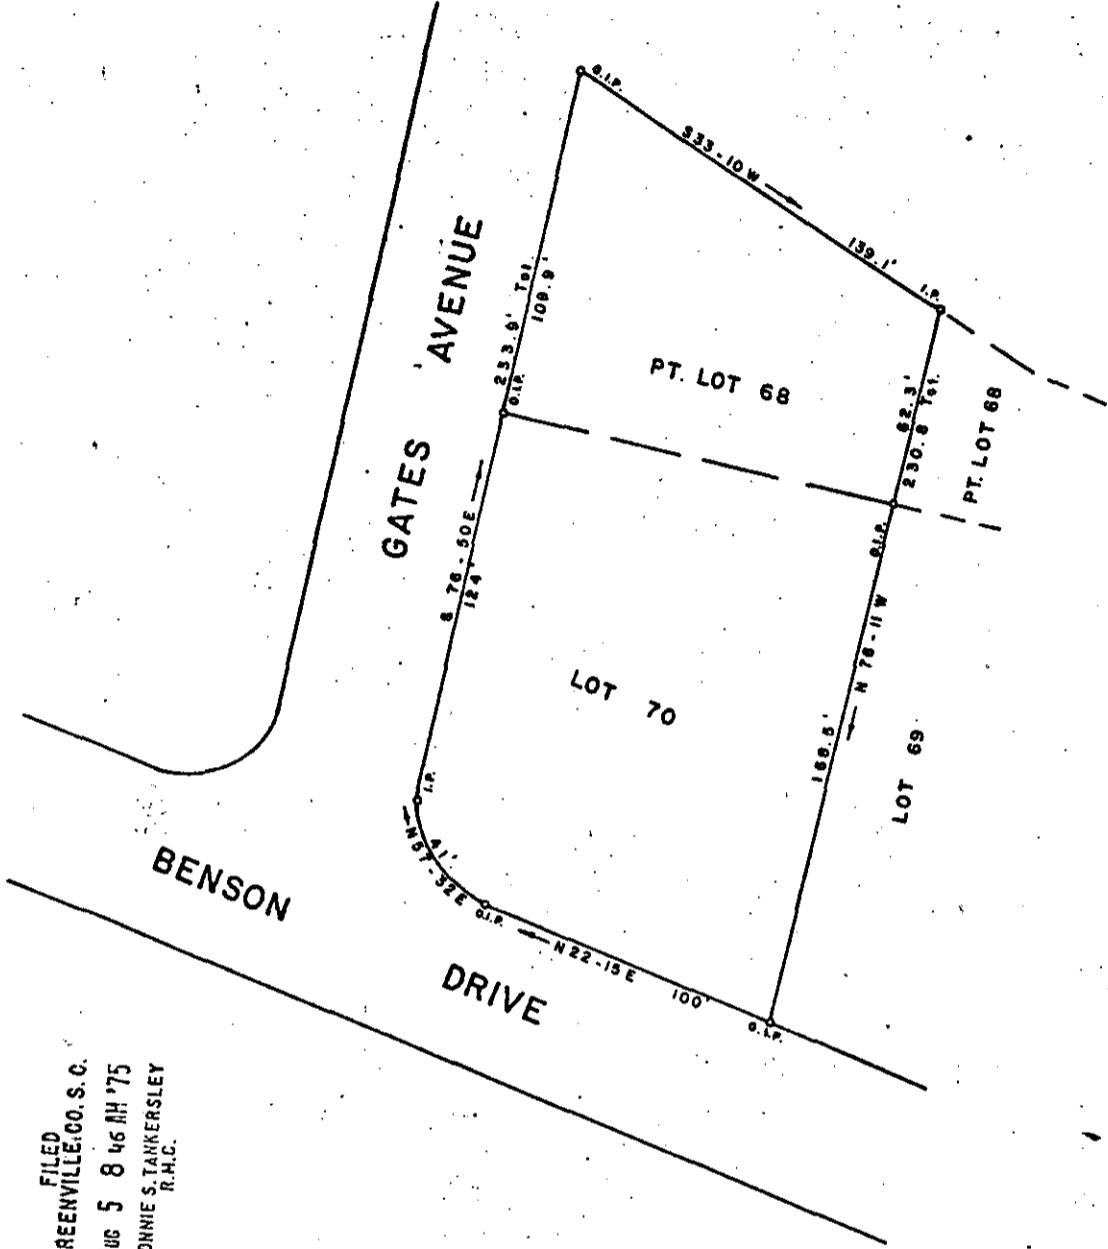 O.I.P.
S33-10W
139.1'
I.P.
GATES AVENUE
233.9' Tot.
109.9'
O.I.P.
PT. LOT 68
62.3'
230.8 Tot.
PT. LOT 68
S 76-50E
124'
O.I.P.
N 76-11 W
168.5'
LOT 70
LOT 69
I.P.
41'
N57-32E
O.I.P.
N 22-15 E
100'
O.I.P.
BENSON DRIVE
FILED
REENVILLE CO. S. C.
UG 5 8 46 AM '75
ONNIE S. TANKERSLEY
R.M.C.